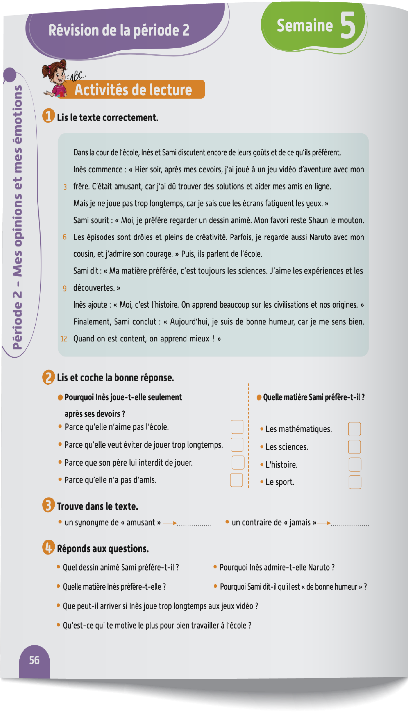 Révision de la période 2
Semaine 5
Période 2 - Mes opinions et mes émotions
ABC
Activités de lecture
1 Lis le texte correctement.
Dans la cour de l'école, Inès et Sami discutent encore de leurs goûts et de ce qu'ils préfèrent.
Inès commence : « Hier soir, après mes devoirs, j'ai joué à un jeu vidéo d'aventure avec mon
3 frère. C'était amusant, car j'ai dû trouver des solutions et aider mes amis en ligne.
Mais je ne joue pas trop longtemps, car je sais que les écrans fatiguent les yeux. »
Sami sourit : « Moi, je préfère regarder un dessin animé. Mon favori reste Shaun le mouton.
6 Les épisodes sont drôles et pleins de créativité. Parfois, je regarde aussi Naruto avec mon
cousin, et j'admire son courage. » Puis, ils parlent de l'école.
Sami dit : « Ma matière préférée, c'est toujours les sciences. J'aime les expériences et les
9 découvertes. »
Inès ajoute : « Moi, c'est l'histoire. On apprend beaucoup sur les civilisations et nos origines. »
Finalement, Sami conclut : « Aujourd'hui, je suis de bonne humeur, car je me sens bien.
12 Quand on est content, on apprend mieux ! »
2 Lis et coche la bonne réponse.
• Pourquoi Inès joue-t-elle seulement
après ses devoirs ?
• Parce qu'elle n'aime pas l'école.
• Parce qu'elle veut éviter de jouer trop longtemps.
• Parce que son père lui interdit de jouer.
• Parce qu'elle n'a pas d'amis.
• Quelle matière Sami préfère-t-il ?
• Les mathématiques.
• Les sciences.
• L'histoire.
• Le sport.
3 Trouve dans le texte.
• un synonyme de « amusant » ...............
• un contraire de « jamais » ...............
4 Réponds aux questions.
• Quel dessin animé Sami préfère-t-il ?
• Pourquoi Inès admire-t-elle Naruto ?
• Quelle matière Inès préfère-t-elle ?
• Pourquoi Sami dit-il qu'il est « de bonne humeur » ?
• Que peut-il arriver si Inès joue trop longtemps aux jeux vidéo ?
• Qu'est-ce qui te motive le plus pour bien travailler à l'école ?
56